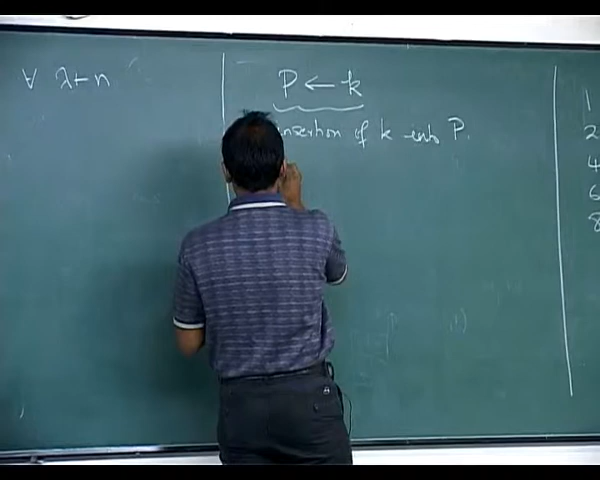 ∀ λ ⊢ n
P ← k
insertion of k into P.
1
2
4
6
8